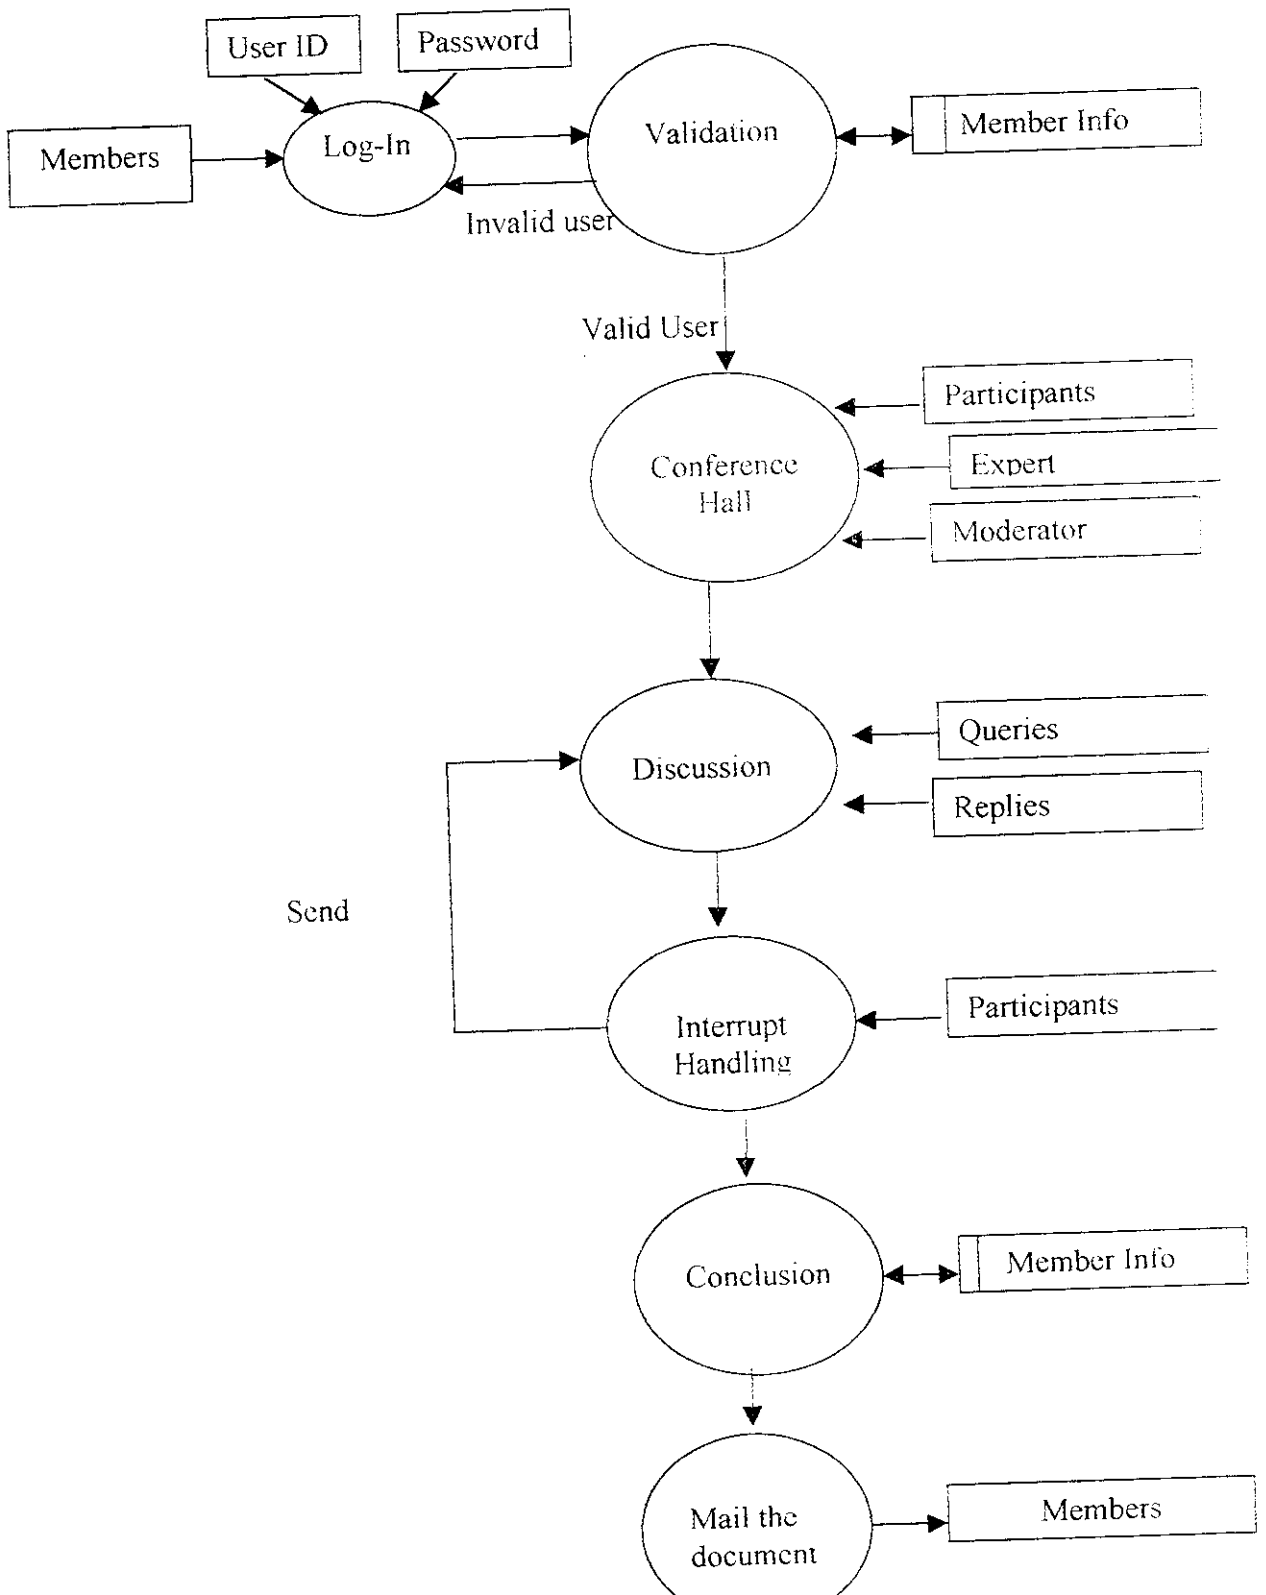 User ID
Password
Members
Log-In
Validation
Member Info
Invalid user
Valid User
Participants
Conference
Hall
Expert
Moderator
Queries
Discussion
Replies
Send
Participants
Interrupt
Handling
Conclusion
Member Info
Mail the
document
Members